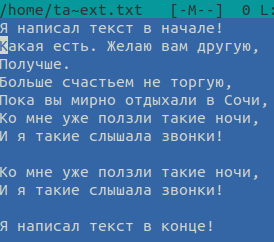 /home/ta~ext.txt [-M--] 0 L:
Я написал текст в начале!
Какая есть. Желаю вам другую,
Получше.
Больше счастьем не торгую,
Пока вы мирно отдыхали в Сочи,
Ко мне уже ползли такие ночи,
И я такие слышала звонки!
Ко мне уже ползли такие ночи,
И я такие слышала звонки!
Я написал текст в конце!